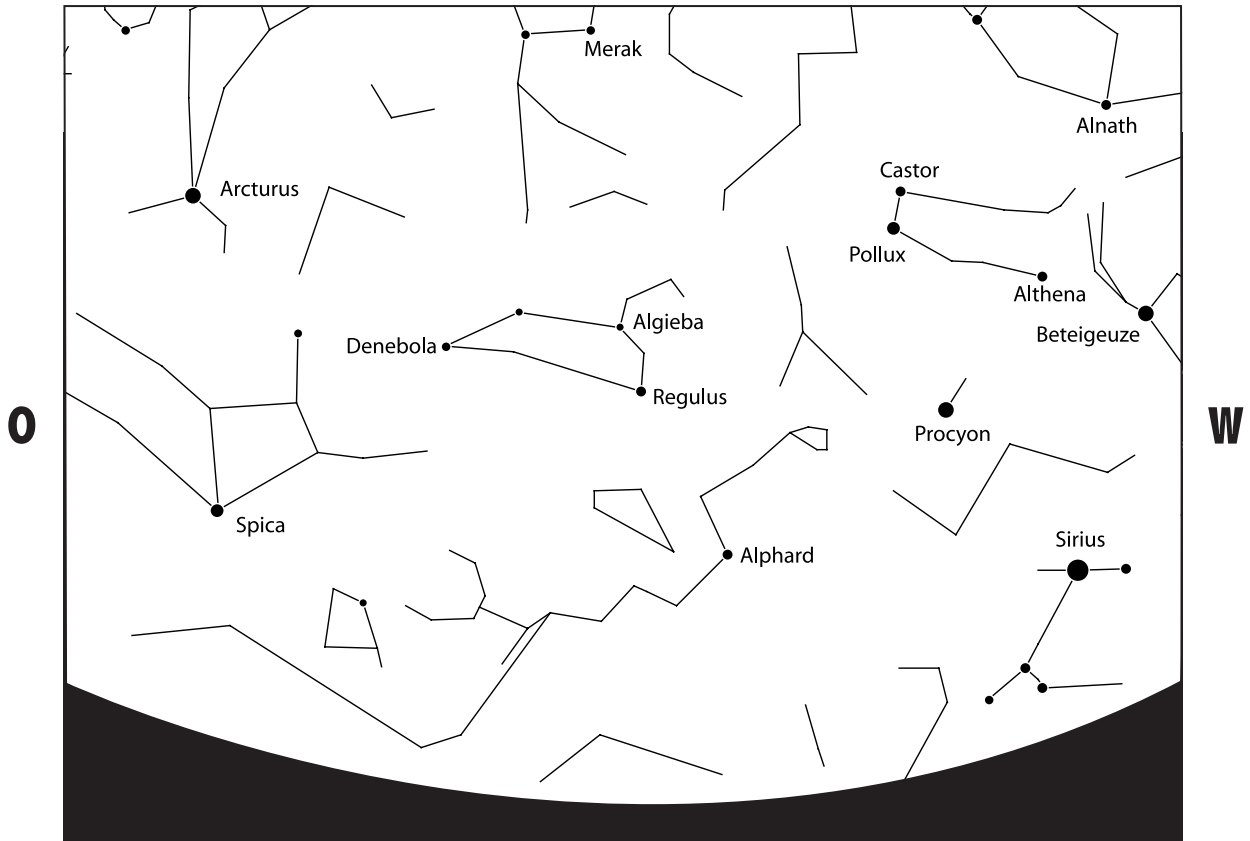 Merak
Alnath
Castor
Arcturus
Pollux
Althena
Algieba
Beteigeuze
Denebola
Regulus
O
W
Procyon
Spica
Sirius
Alphard